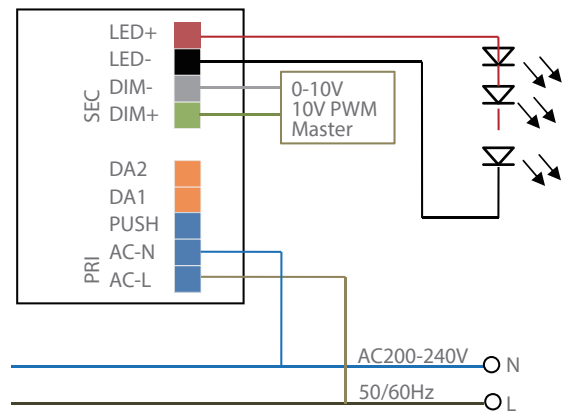 LED+
LED-
DIM-
DIM+
SEC
0-10V
10V PWM
Master
DA2
DA1
PUSH
AC-N
AC-L
PRI
AC200-240V
N
50/60Hz
L